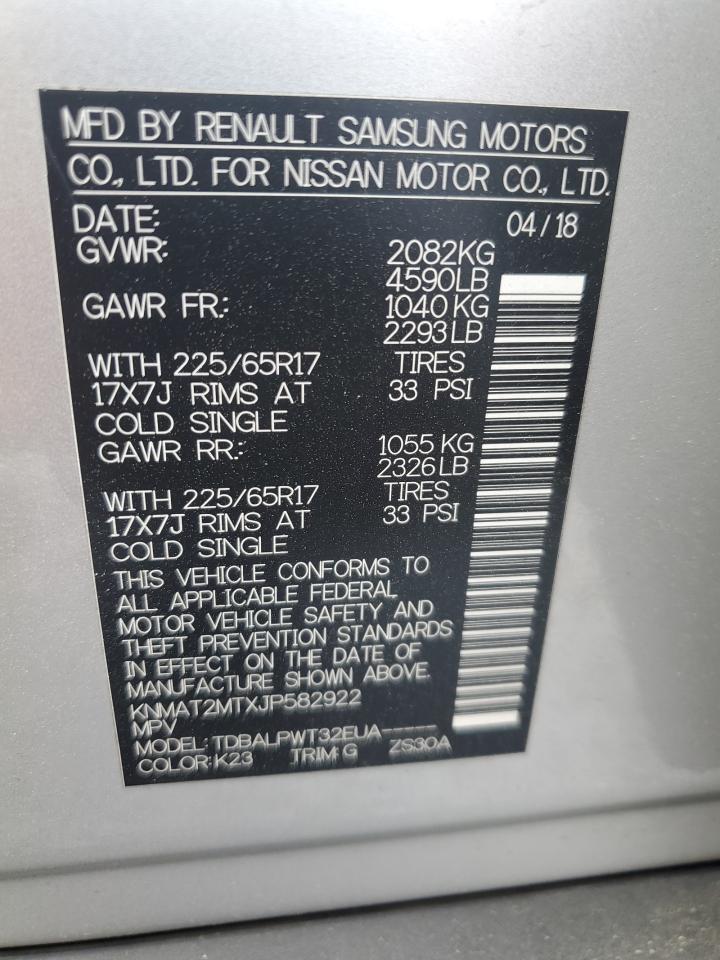 MFD BY RENAULT SAMSUNG MOTORS
CO., LTD. FOR NISSAN MOTOR CO., LTD.
DATE: 04/18
GVWR: 2082KG
4590LB
GAWR FR.: 1040KG
2293LB
WITH 225/65R17 TIRES
17X7J RIMS AT 33 PSI
COLD SINGLE
GAWR RR.: 1055KG
2326LB
WITH 225/65R17 TIRES
17X7J RIMS AT 33 PSI
COLD SINGLE
THIS VEHICLE CONFORMS TO
ALL APPLICABLE FEDERAL
MOTOR VEHICLE SAFETY AND
THEFT PREVENTION STANDARDS
IN EFFECT ON THE DATE OF
MANUFACTURE SHOWN ABOVE.
KNMAT2MTXJP582922
MPV
MODEL: TDBALPWT32EUA-----
COLOR: K23 TRIM: G ZS30A